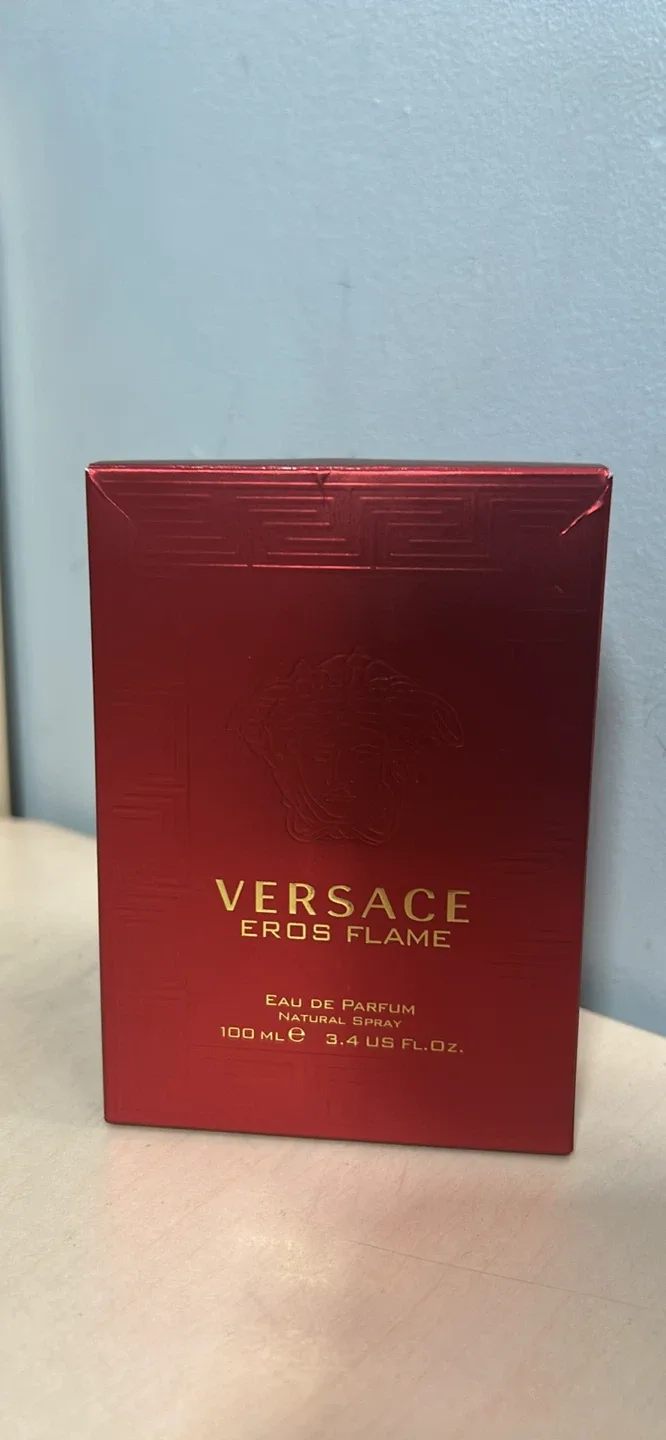 VERSACE
EROS FLAME
EAU DE PARFUM
NATURAL SPRAY
100 ML ℮ 3.4 US FL.OZ.